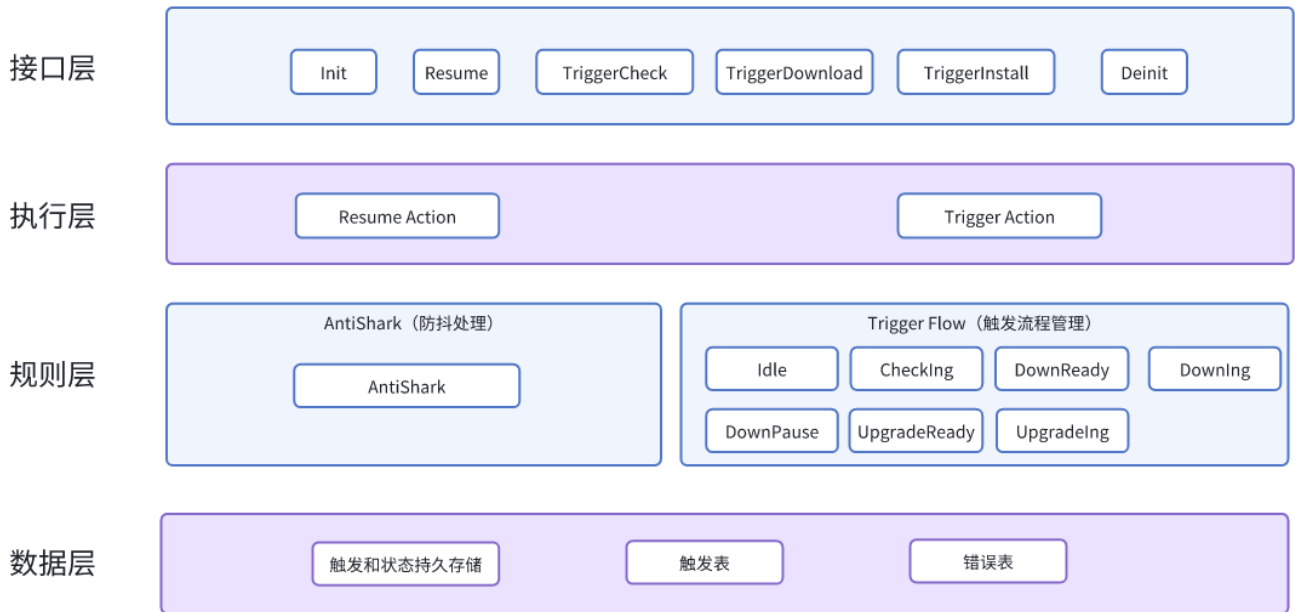 接口层
Init
Resume
TriggerCheck
TriggerDownload
TriggerInstall
Deinit
执行层
Resume Action
Trigger Action
规则层
AntiShark（防抖处理）
AntiShark
Trigger Flow（触发流程管理）
Idle
CheckIng
DownReady
DownIng
DownPause
UpgradeReady
UpgradeIng
数据层
触发和状态持久存储
触发表
错误表